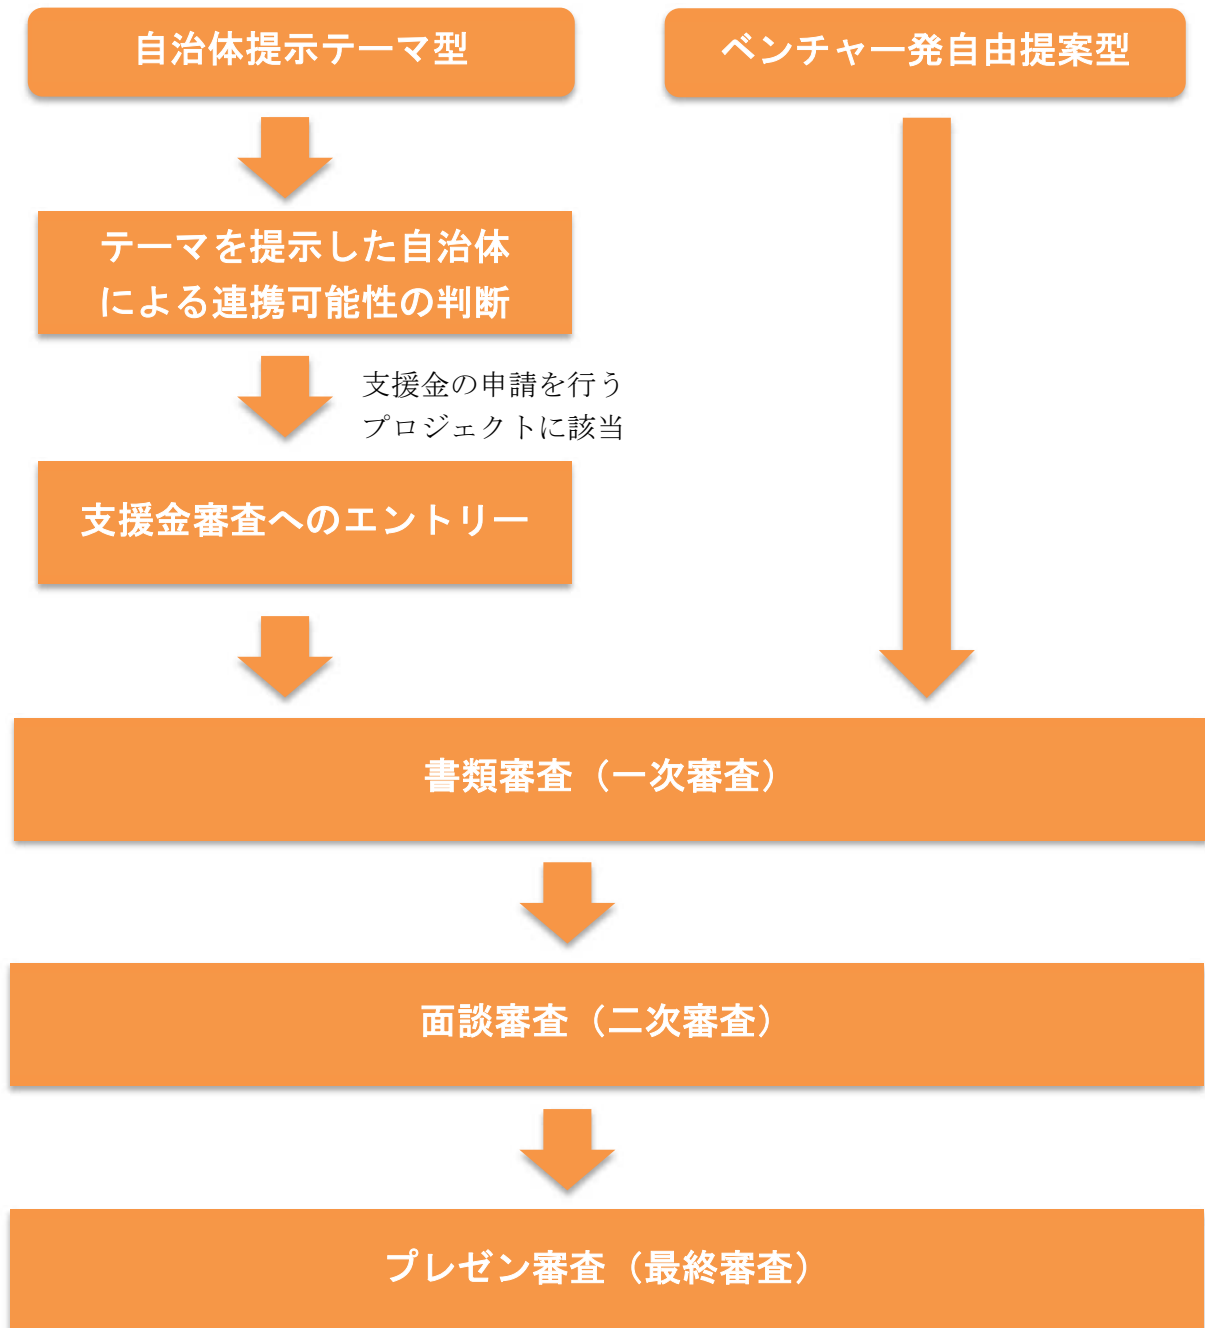 自治体提示テーマ型
ベンチャー発自由提案型
テーマを提示した自治体
による連携可能性の判断
支援金の申請を行う
プロジェクトに該当
支援金審査へのエントリー
書類審査（一次審査）
面談審査（二次審査）
プレゼン審査（最終審査）